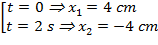 t = 0 ⇒ x₁ = 4 cm
t = 2 s ⇒ x₂ = −4 cm